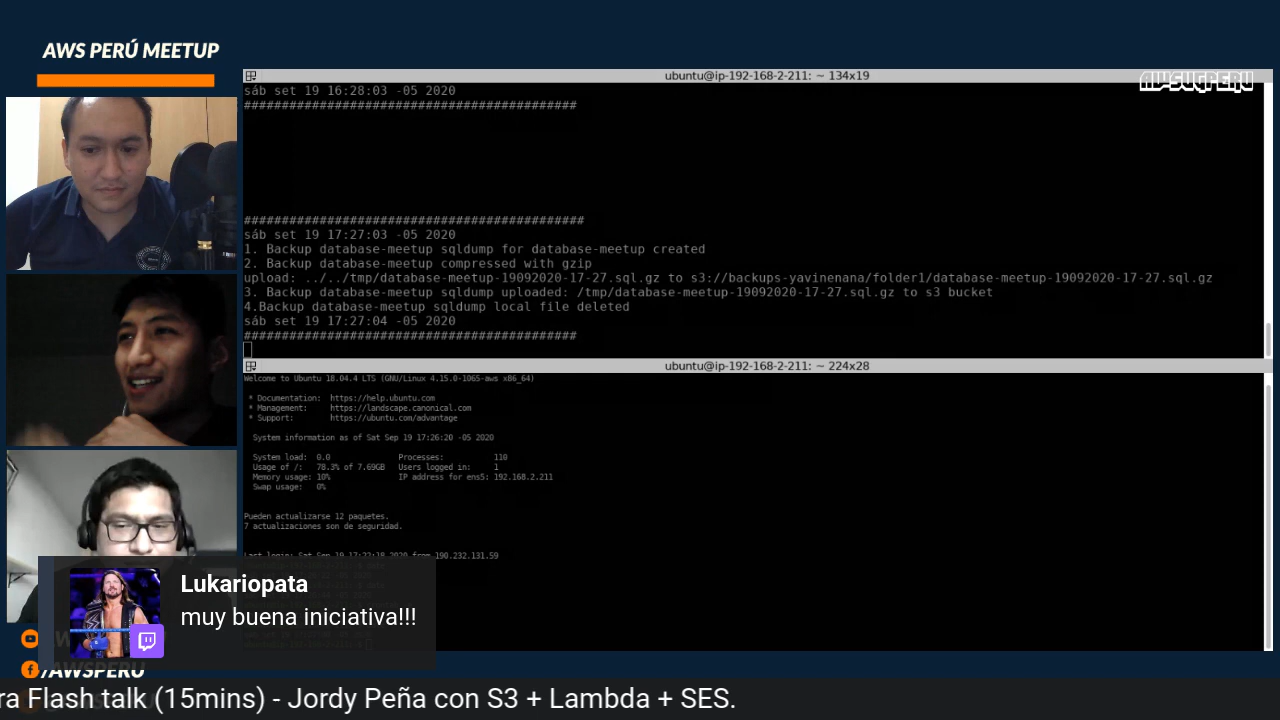 AWS PERÚ MEETUP
ubuntu@ip-192-168-2-211: ~ 134x19
AWSUGPERU
sáb set 19 16:28:03 -05 2020
############################################
#############################################
sáb set 19 17:27:03 -05 2020
1. Backup database-meetup sqldump for database-meetup created
2. Backup database-meetup compressed with gzip
upload: ../../tmp/database-meetup-19092020-17-27.sql.gz to s3://backups-yavinenana/folder1/database-meetup-19092020-17-27.sql.gz
3. Backup database-meetup sqldump uploaded: /tmp/database-meetup-19092020-17-27.sql.gz to s3 bucket
4.Backup database-meetup sqldump local file deleted
sáb set 19 17:27:04 -05 2020
############################################
ubuntu@ip-192-168-2-211: ~ 224x28
Welcome to Ubuntu 18.04.4 LTS (GNU/Linux 4.15.0-1065-aws x86_64)
* Documentation: https://help.ubuntu.com
* Management: https://landscape.canonical.com
* Support: https://ubuntu.com/advantage
System information as of Sat Sep 19 17:26:20 -05 2020
System load: 0.0 Processes: 110
Usage of /: 78.3% of 7.69GB Users logged in: 1
Memory usage: 10% IP address for ens5: 192.168.2.211
Swap usage: 0%
Pueden actualizarse 12 paquetes.
7 actualizaciones son de seguridad.
Last login: Sat Sep 19 17:22:18 2020 from 190.232.131.59
Lukariopata
muy buena iniciativa!!!
/AWSPERU
ra Flash talk (15mins) - Jordy Peña con S3 + Lambda + SES.